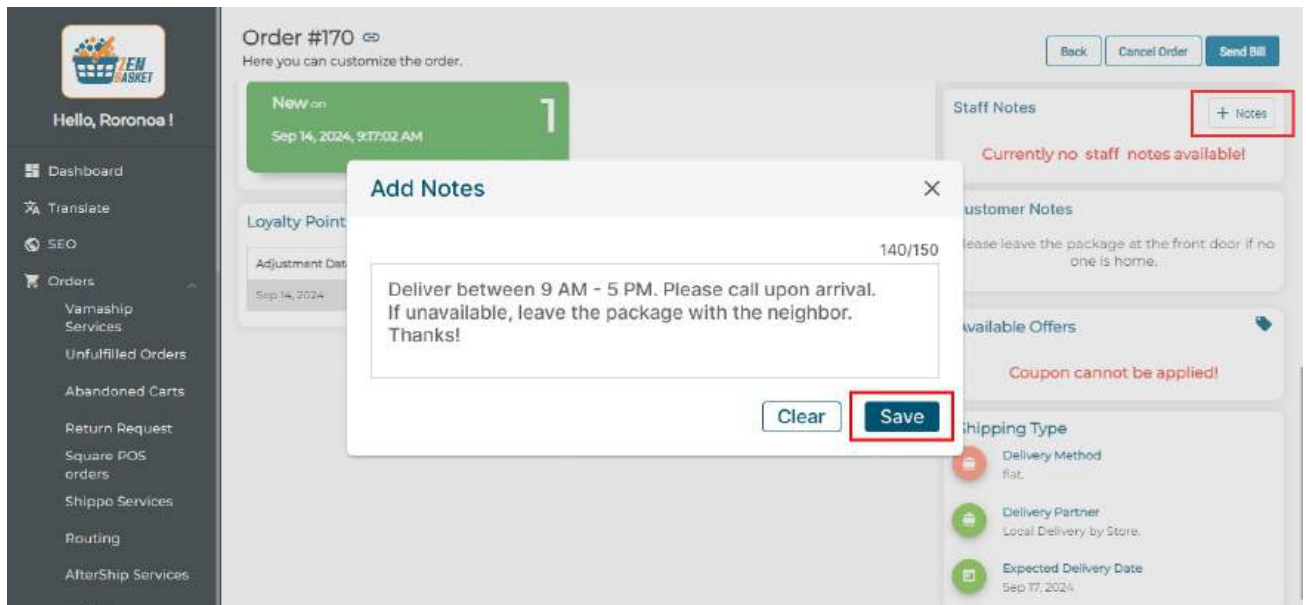 ZEN
BASKET
Hello, Roronoa !
Dashboard
Translate
SEO
Orders
Vamaship
Services
Unfulfilled Orders
Abandoned Carts
Return Request
Square POS
orders
Shippo Services
Routing
AfterShip Services
Order #170
Here you can customize the order.
Back
Cancel Order
Send Bill
New on
1
Sep 14, 2024, 9:17:02 AM
Loyalty Point
Adjustment Dat
Sep 14, 2024
Add Notes
140/150
Deliver between 9 AM - 5 PM. Please call upon arrival.
If unavailable, leave the package with the neighbor.
Thanks!
Clear
Save
Staff Notes
+ Notes
Currently no staff notes available!
ustomer Notes
lease leave the package at the front door if no
one is home.
vailable Offers
Coupon cannot be applied!
hipping Type
Delivery Method
flat.
Delivery Partner
Local Delivery by Store.
Expected Delivery Date
Sep 17, 2024